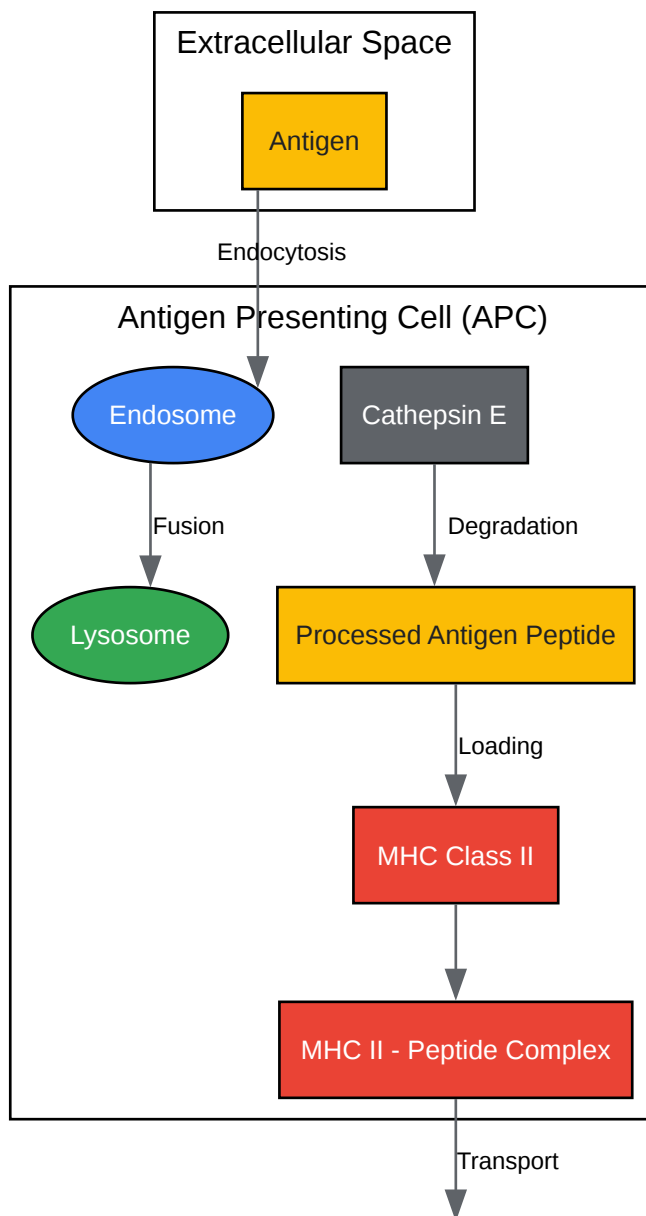 Extracellular Space
Antigen
Endocytosis
Antigen Presenting Cell (APC)
Endosome
Cathepsin E
Fusion
Degradation
Lysosome
Processed Antigen Peptide
Loading
MHC Class II
MHC II - Peptide Complex
Transport